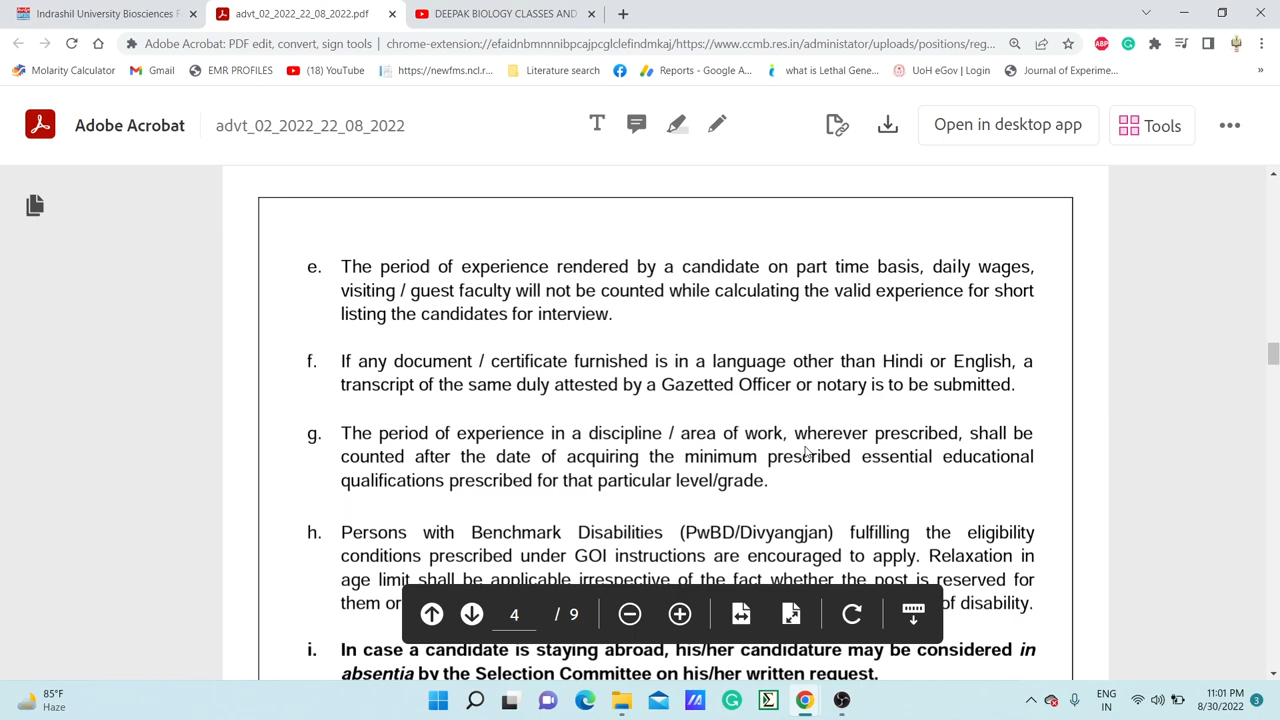 Indrashil University Biosciences F
advt_02_2022_22_08_2022.pdf
DEEPAK BIOLOGY CLASSES AND
Adobe Acrobat: PDF edit, convert, sign tools | chrome-extension://efaidnbmnnnibpcajpcglclefindmkaj/https://www.ccmb.res.in/administator/uploads/positions/reg...
ABP
Molarity Calculator
Gmail
EMR PROFILES
(18) YouTube
https://newfms.ncl.r...
Literature search
Reports - Google A...
what is Lethal Gene...
UoH eGov | Login
Journal of Experime...
»
Adobe Acrobat
advt_02_2022_22_08_2022
Open in desktop app
Tools
e. The period of experience rendered by a candidate on part time basis, daily wages,
visiting / guest faculty will not be counted while calculating the valid experience for short
listing the candidates for interview.
f. If any document / certificate furnished is in a language other than Hindi or English, a
transcript of the same duly attested by a Gazetted Officer or notary is to be submitted.
g. The period of experience in a discipline / area of work, wherever prescribed, shall be
counted after the date of acquiring the minimum prescribed essential educational
qualifications prescribed for that particular level/grade.
h. Persons with Benchmark Disabilities (PwBD/Divyangjan) fulfilling the eligibility
conditions prescribed under GOI instructions are encouraged to apply. Relaxation in
age limit shall be applicable irrespective of the fact whether the post is reserved for
them or of disability.
4 / 9
i. In case a candidate is staying abroad, his/her candidature may be considered in
absentia by the Selection Committee on his/her written request.
85°F
Haze
ENG
IN
11:01 PM
8/30/2022
3